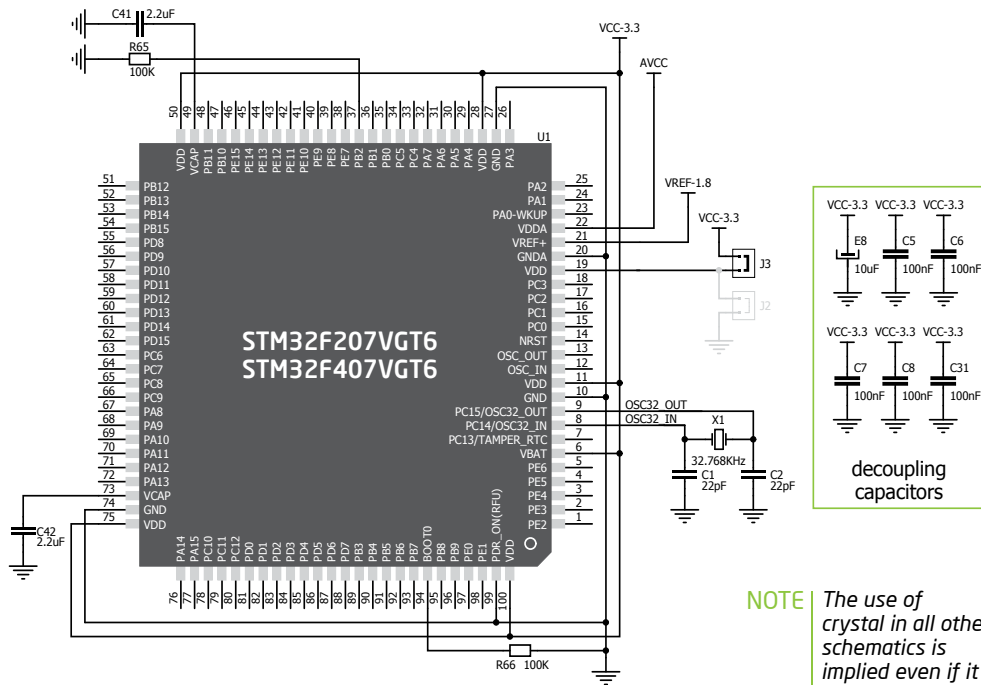 C41 2.2uF
R65
100K
VCC-3.3
AVCC
50 49 48 47 46 45 44 43 42 41 40 39 38 37 36 35 34 33 32 31 30 29 28 27 26
U1
VDD VCAP PB11 PB10 PE15 PE14 PE13 PE12 PE11 PE10 PE9 PE8 PE7 PB2 PB1 PB0 PC5 PC4 PA7 PA6 PA5 PA4 VDD GND PA3
51 PB12
52 PB13
53 PB14
54 PB15
55 PD8
56 PD9
57 PD10
58 PD11
59 PD12
60 PD13
61 PD14
62 PD15
63 PC6
64 PC7
65 PC8
66 PC9
67 PA8
68 PA9
69 PA10
70 PA11
71 PA12
72 PA13
73 VCAP
74 GND
75 VDD
STM32F207VGT6
STM32F407VGT6
PA2 25
PA1 24
PA0-WKUP 23
VDDA 22
VREF+ 21
GNDA 20
VDD 19
PC3 18
PC2 17
PC1 16
PC0 15
NRST 14
OSC_OUT 13
OSC_IN 12
VDD 11
GND 10
PC15/OSC32_OUT 9
PC14/OSC32_IN 8
PC13/TAMPER_RTC 7
VBAT 6
PE6 5
PE5 4
PE4 3
PE3 2
PE2 1
PA14 PA15 PC10 PC11 PC12 PD0 PD1 PD2 PD3 PD4 PD5 PD6 PD7 PB3 PB4 PB5 PB6 PB7 BOOT0 PB8 PB9 PE0 PE1 PDR_ON(RFU) VDD
76 77 78 79 80 81 82 83 84 85 86 87 88 89 90 91 92 93 94 95 96 97 98 99 100
C42
2.2uF
R66 100K
VREF-1.8
VCC-3.3
J3
J2
OSC32_OUT
OSC32_IN
X1
32.768KHz
C1
22pF
C2
22pF
VCC-3.3 VCC-3.3 VCC-3.3
E8 C5 C6
10uF 100nF 100nF
VCC-3.3 VCC-3.3 VCC-3.3
C7 C8 C31
100nF 100nF 100nF
decoupling
capacitors
NOTE
The use of
crystal in all othe
schematics is
implied even if it